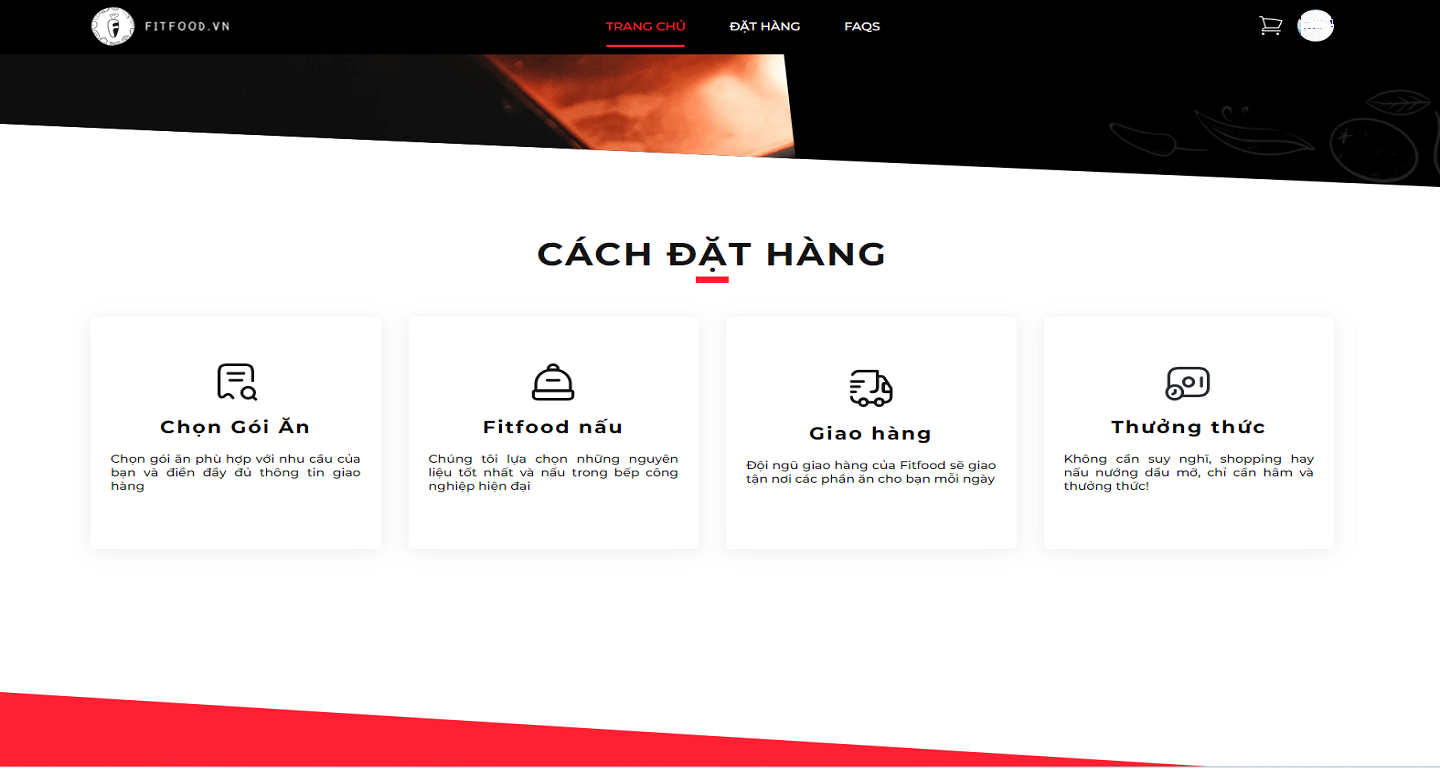 FITFOOD.VN
TRANG CHỦ
ĐẶT HÀNG
FAQS
CÁCH ĐẶT HÀNG
Chọn Gói Ăn
Chọn gói ăn phù hợp với nhu cầu của
bạn và điền đầy đủ thông tin giao
hàng
Fitfood nấu
Chúng tôi lựa chọn những nguyên
liệu tốt nhất và nấu trong bếp công
nghiệp hiện đại
Giao hàng
Đội ngũ giao hàng của Fitfood sẽ giao
tận nơi các phần ăn cho bạn mỗi ngày
Thưởng thức
Không cần suy nghĩ, shopping hay
nấu nướng dầu mỡ, chỉ cần hâm và
thưởng thức!